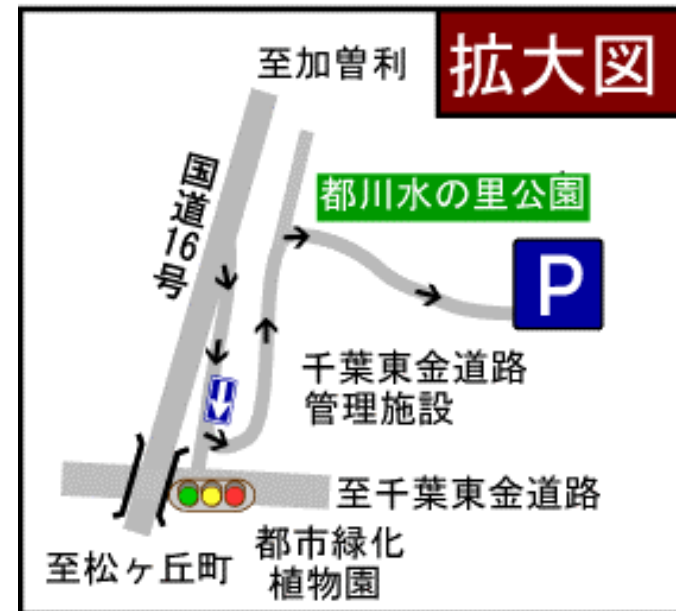 拡大図
至加曽利
国道16号
都川水の里公園
P
千葉東金道路
管理施設
至千葉東金道路
至松ヶ丘町
都市緑化
植物園